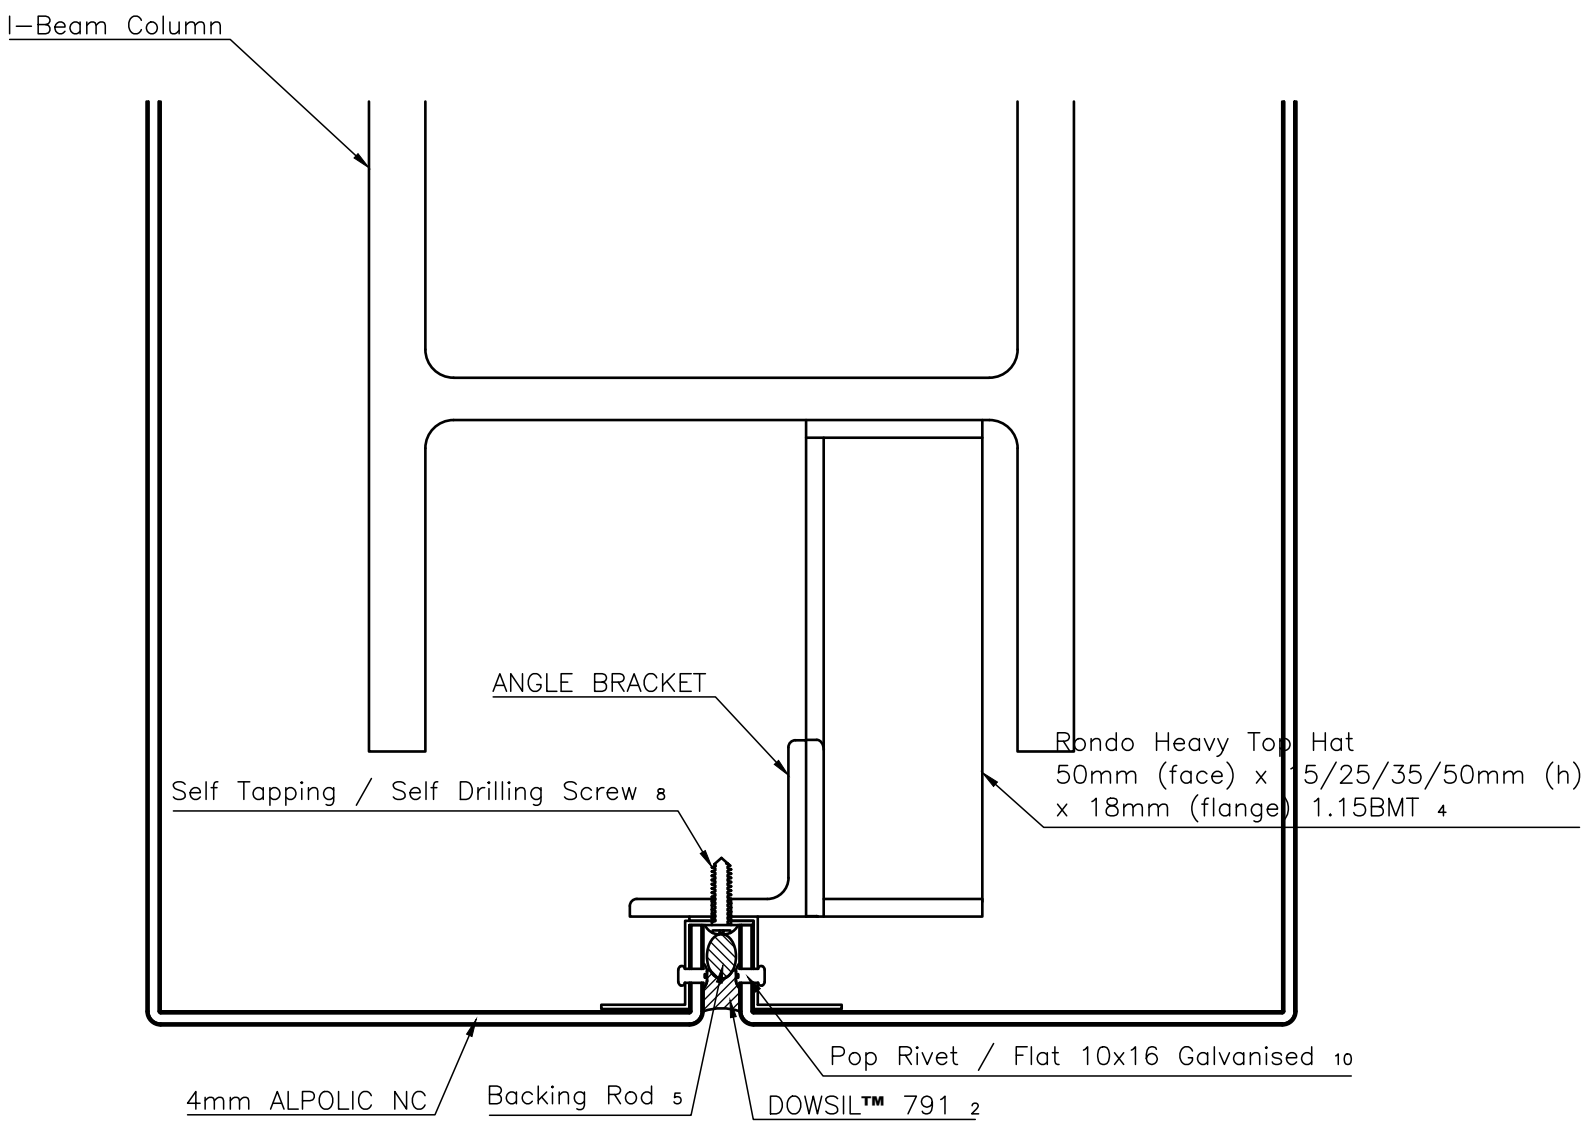 I-Beam Column
ANGLE BRACKET
Rondo Heavy Top Hat
50mm (face) x 15/25/35/50mm (h)
x 18mm (flange) 1.15BMT 4
Self Tapping / Self Drilling Screw 8
Pop Rivet / Flat 10x16 Galvanised 10
4mm ALPOLIC NC
Backing Rod 5
DOWSIL™ 791 2